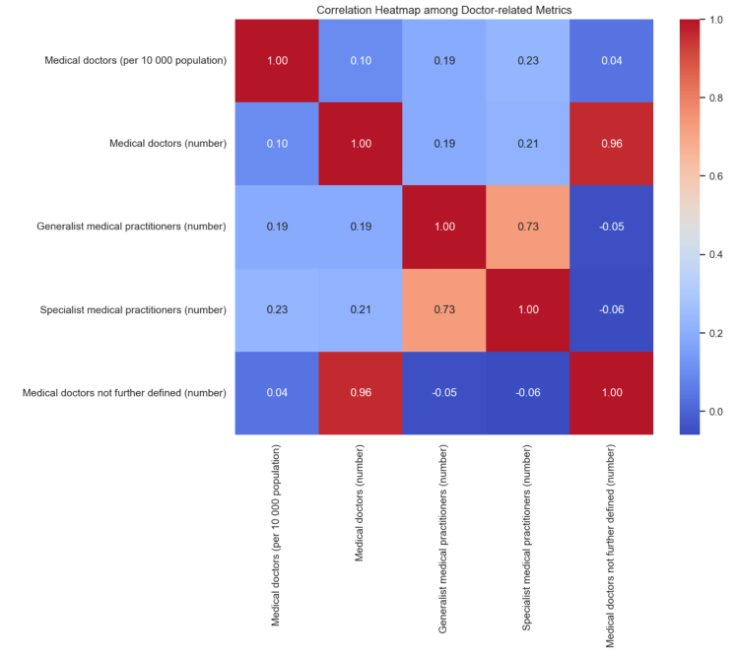 Correlation Heatmap among Doctor-related Metrics
Medical doctors (per 10 000 population) 1.00 0.10 0.19 0.23 0.04
Medical doctors (number) 0.10 1.00 0.19 0.21 0.96
Generalist medical practitioners (number) 0.19 0.19 1.00 0.73 -0.05
Specialist medical practitioners (number) 0.23 0.21 0.73 1.00 -0.06
Medical doctors not further defined (number) 0.04 0.96 -0.05 -0.06 1.00
Medical doctors (per 10 000 population)
Medical doctors (number)
Generalist medical practitioners (number)
Specialist medical practitioners (number)
Medical doctors not further defined (number)
1.0
0.8
0.6
0.4
0.2
0.0